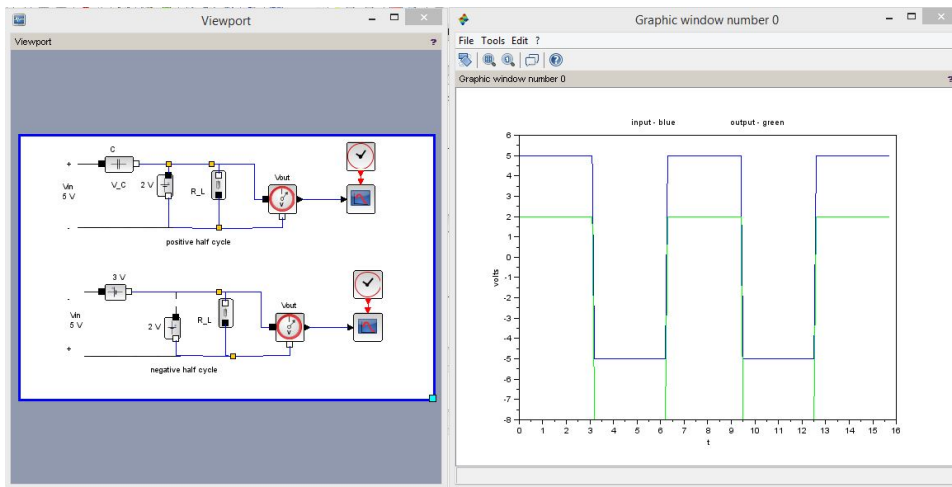 Viewport
Viewport ?
C
+
Vin
5 V
V_C
2 V
R_L
Vout
-
positive half cycle
3 V
-
Vin
5 V
2 V
R_L
Vout
+
negative half cycle
Graphic window number 0
File Tools Edit ?
Graphic window number 0 ?
input - blue output - green
6
5
4
3
2
1
0
-1
-2
-3
-4
-5
-6
-7
-8
volts
0 1 2 3 4 5 6 7 8 9 10 11 12 13 14 15 16
t